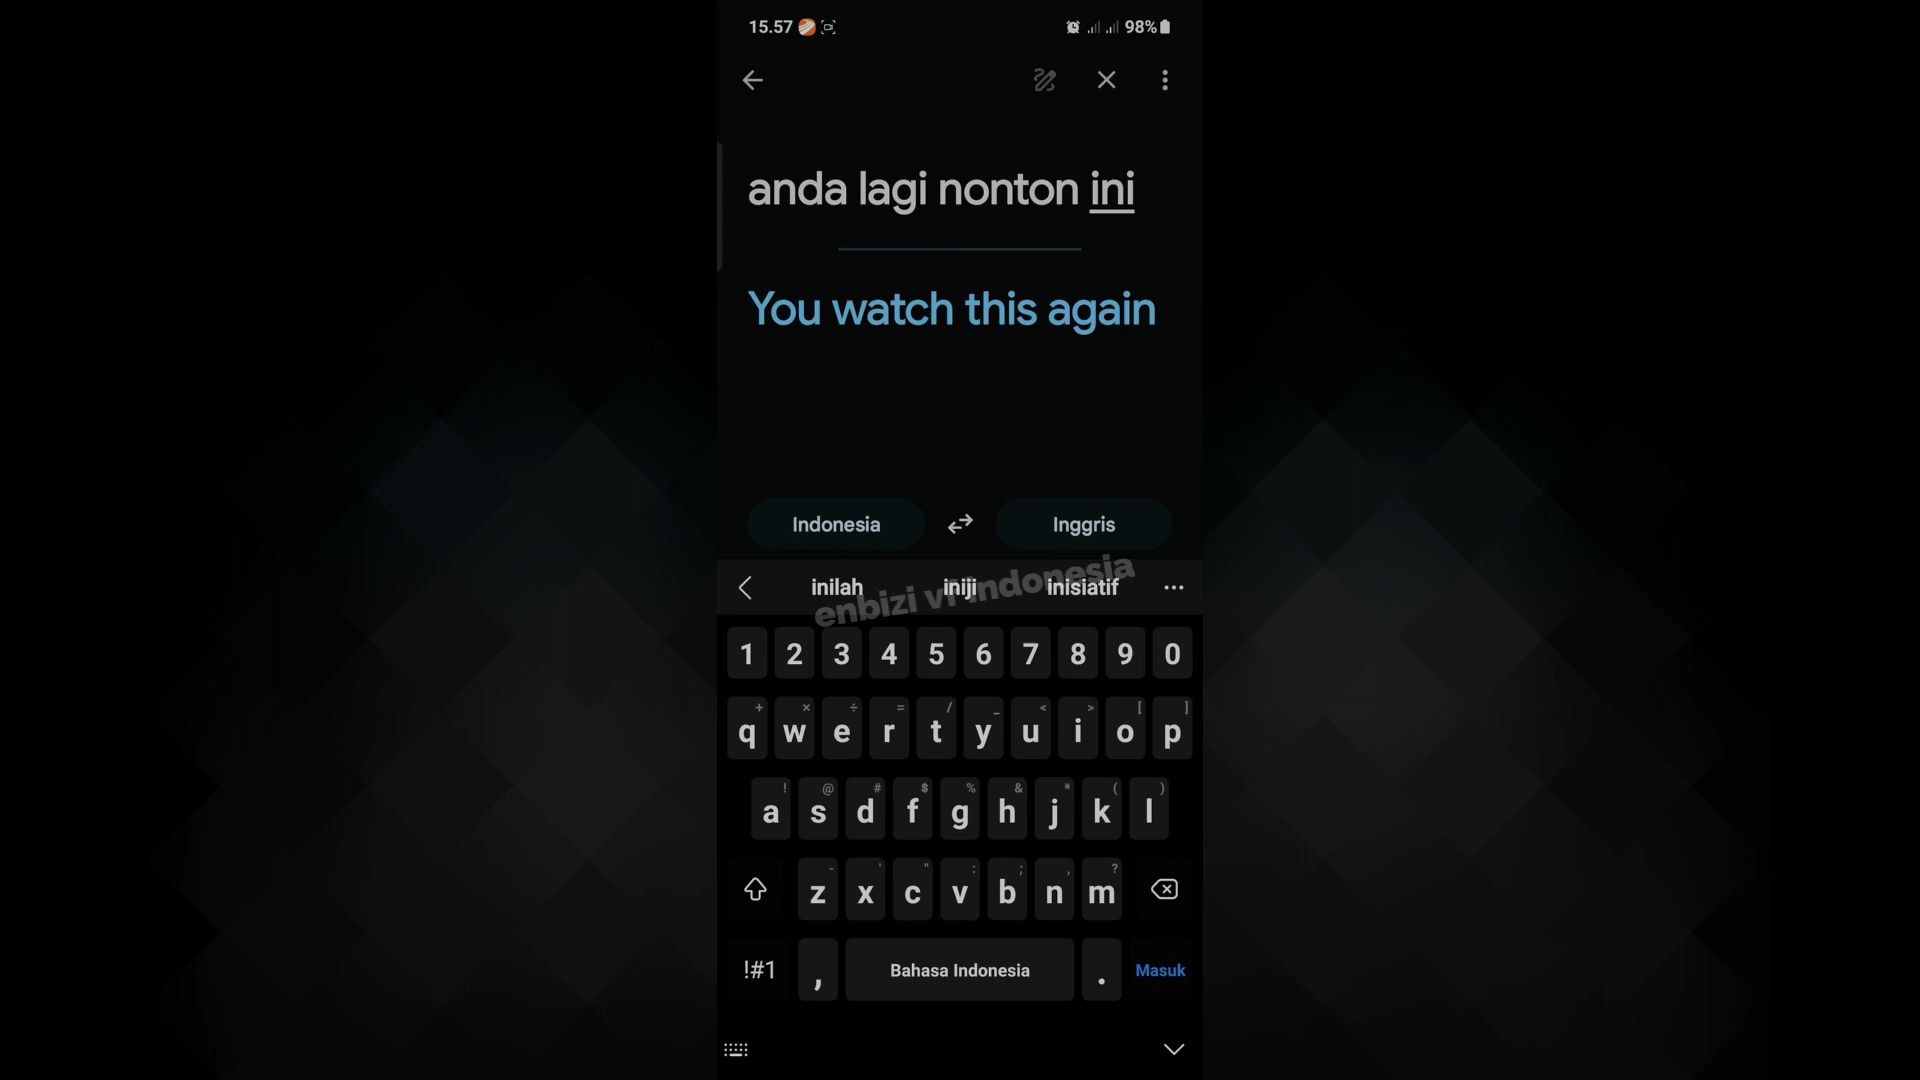 15.57
98%
anda lagi nonton ini
You watch this again
Indonesia
Inggris
inilah iniji inisiatif
enbizi vr Indonesia
1 2 3 4 5 6 7 8 9 0
+ × ÷ = / _ < > [ ]
q w e r t y u i o p
! @ # $ % & * ( )
a s d f g h j k l
- ' " : ; , ?
z x c v b n m
!#1 , Bahasa Indonesia . Masuk